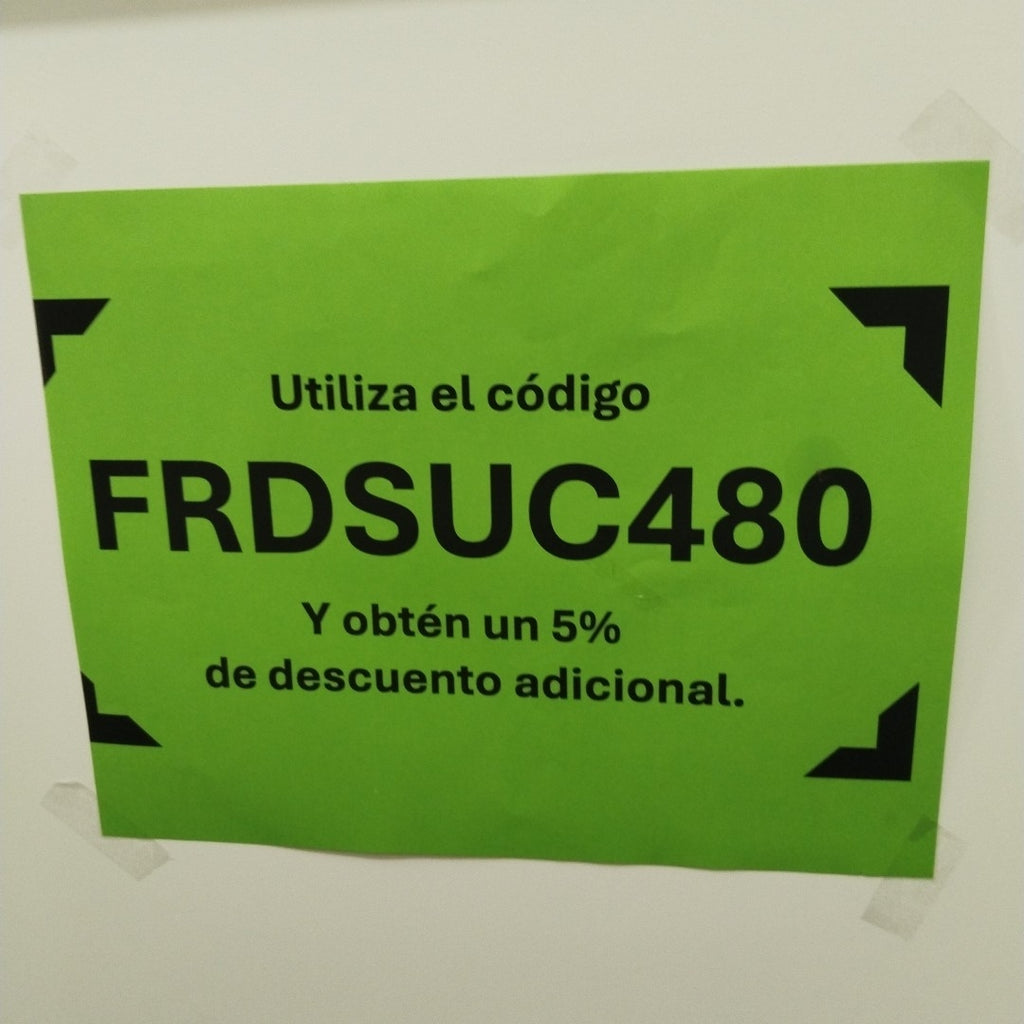 Utiliza el código
FRDSUC480
Y obtén un 5%
de descuento adicional.